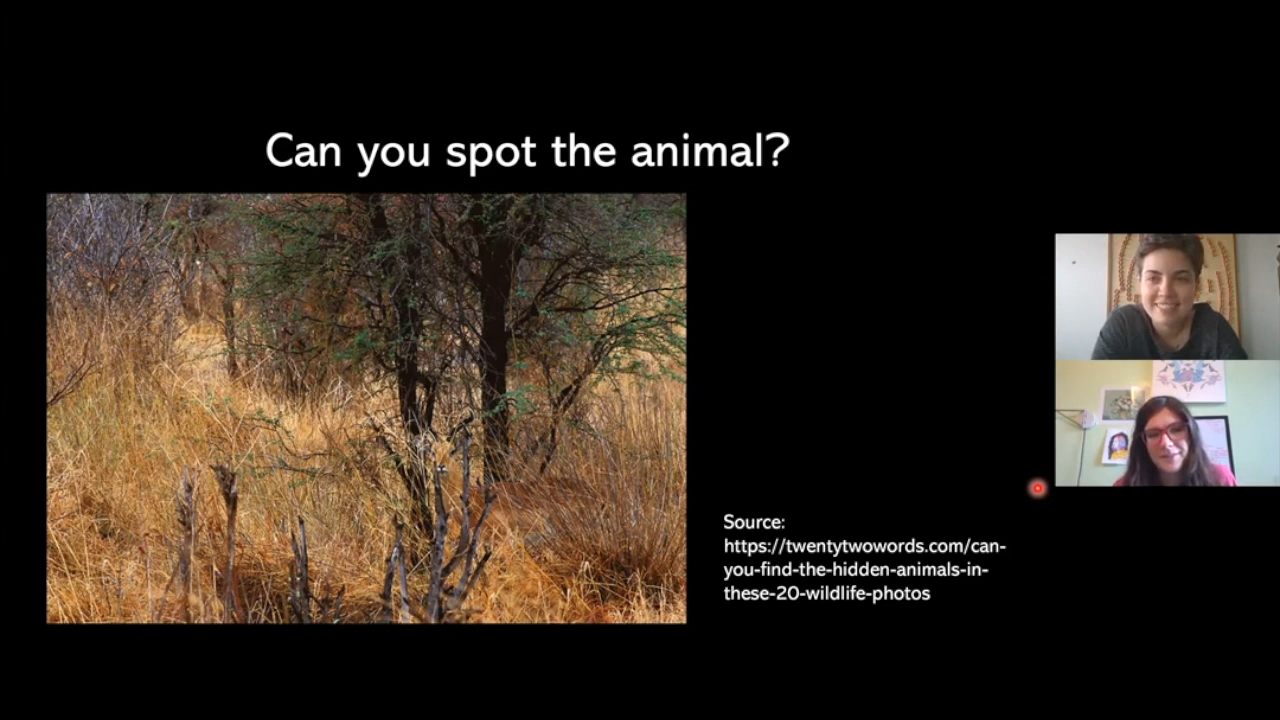 Can you spot the animal?
Source:
https://twentytwowords.com/can-
you-find-the-hidden-animals-in-
these-20-wildlife-photos